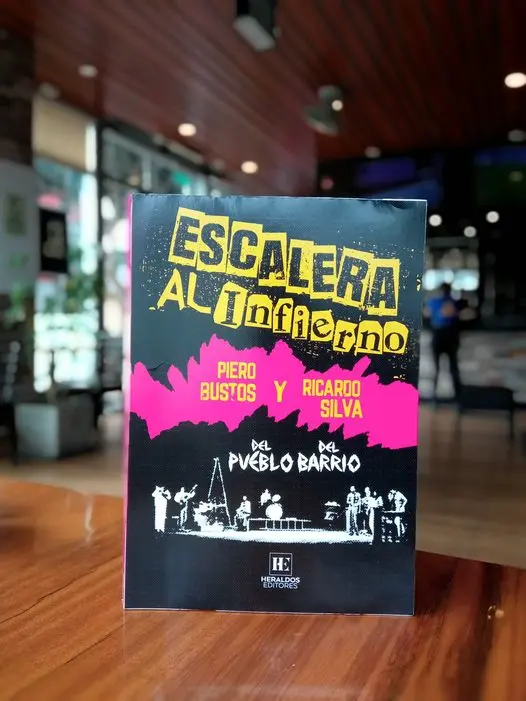 ESCALERA
AL Infierno
PIERO
BUSTOS
Y
RICARDO
SILVA
DEL
PUEBLO
DEL
BARRIO
HE
HERALDOS
EDITORES